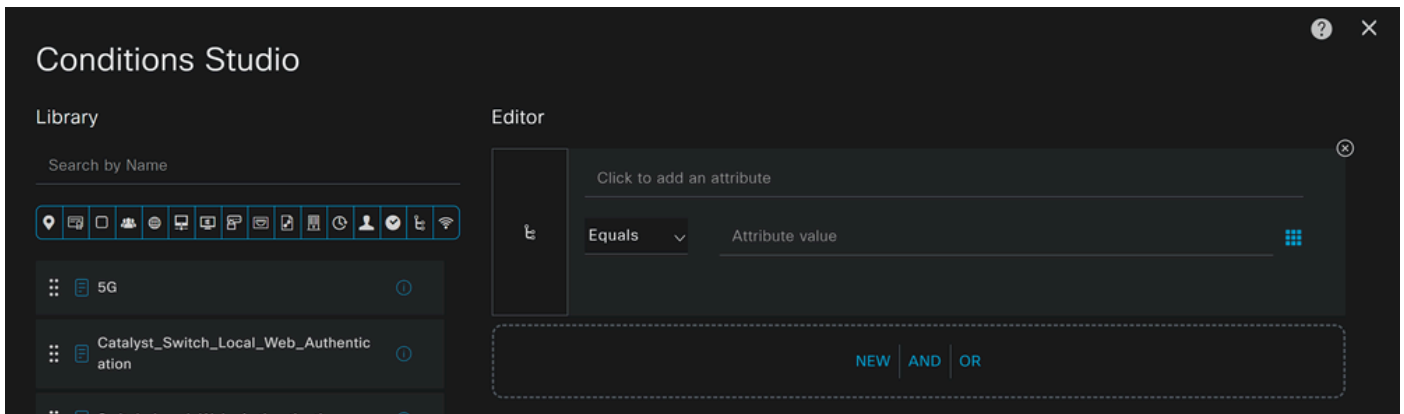 Conditions Studio
Library
Search by Name
5G
Catalyst_Switch_Local_Web_Authentic
ation
Editor
Click to add an attribute
Equals
Attribute value
NEW AND OR